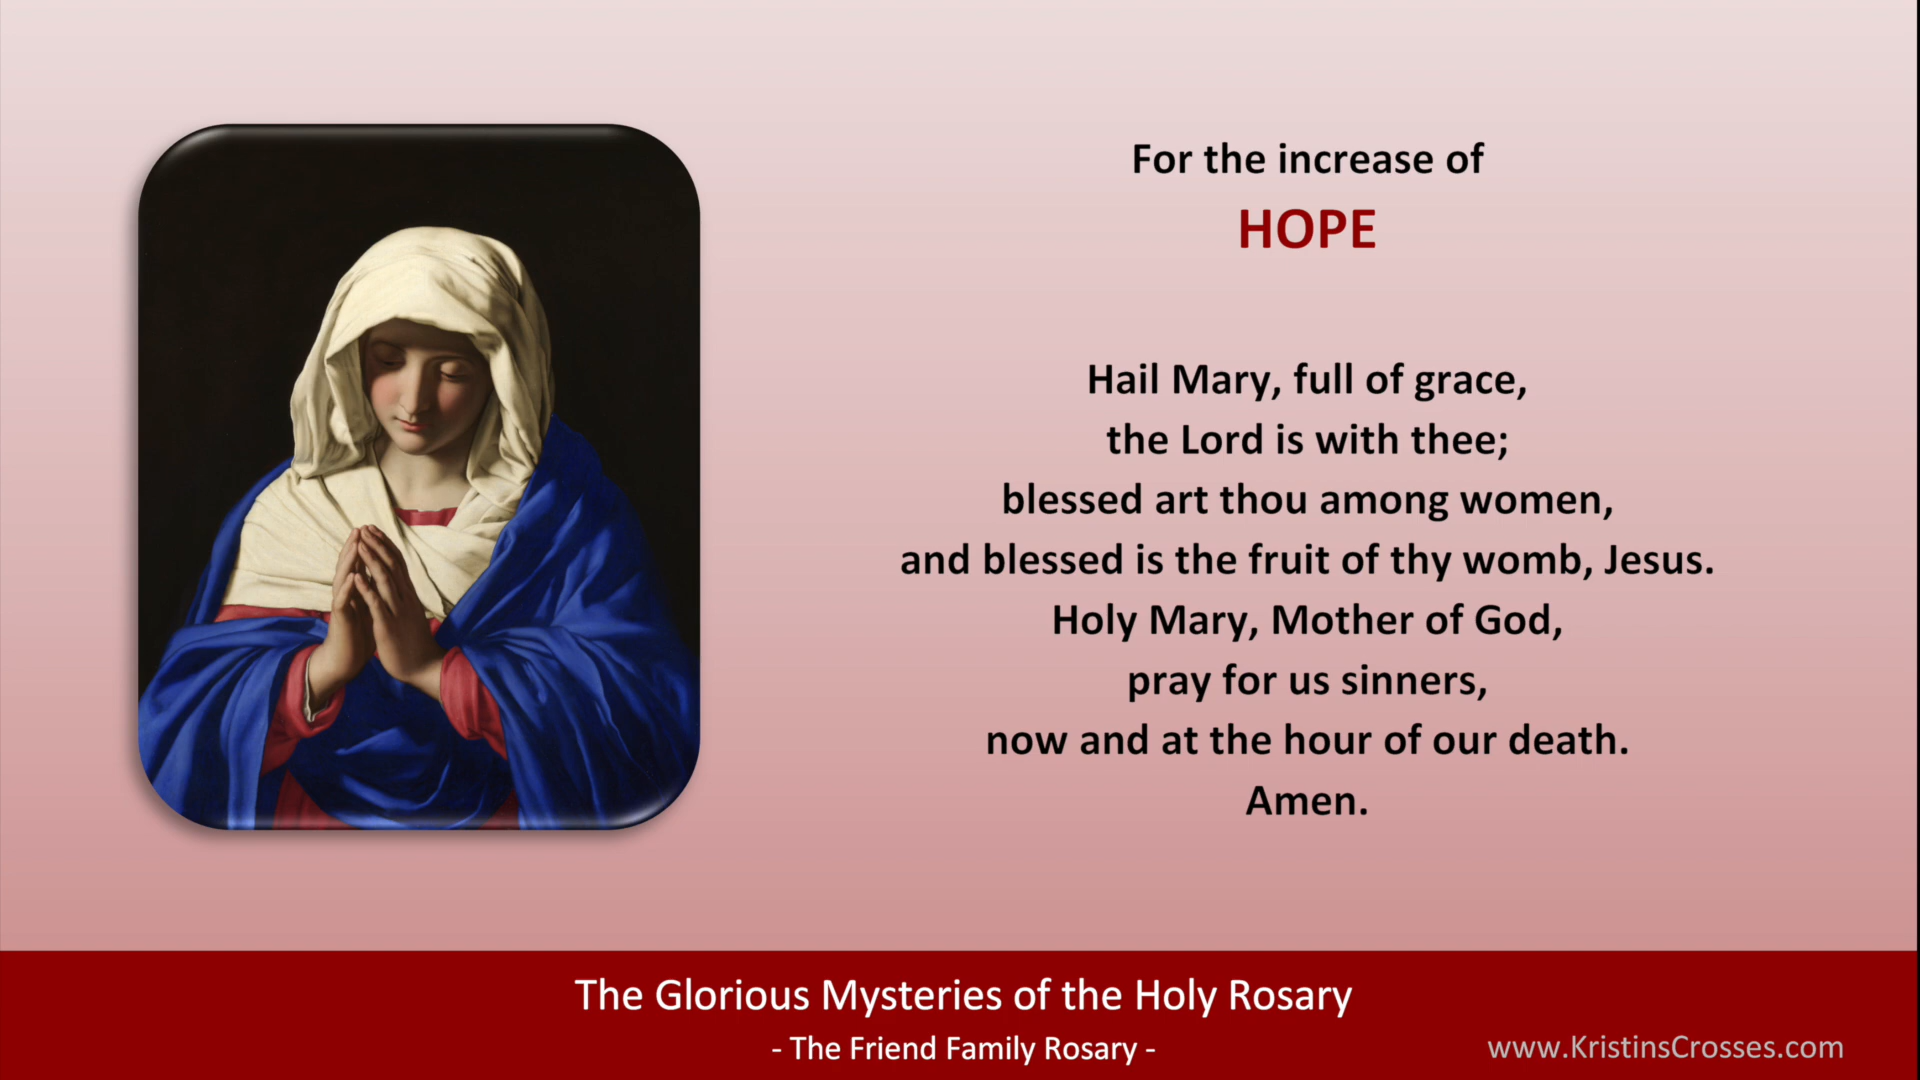 For the increase of
HOPE
Hail Mary, full of grace,
the Lord is with thee;
blessed art thou among women,
and blessed is the fruit of thy womb, Jesus.
Holy Mary, Mother of God,
pray for us sinners,
now and at the hour of our death.
Amen.
The Glorious Mysteries of the Holy Rosary
- The Friend Family Rosary -
www.KristinsCrosses.com